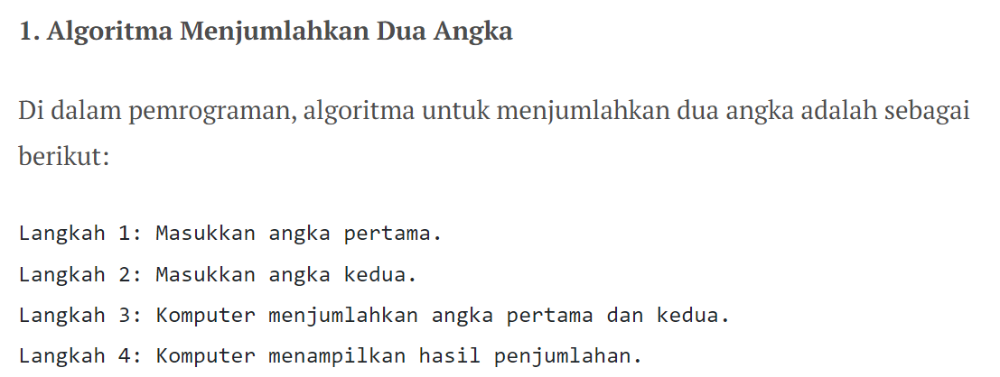 1. Algoritma Menjumlahkan Dua Angka
Di dalam pemrograman, algoritma untuk menjumlahkan dua angka adalah sebagai
berikut:
Langkah 1: Masukkan angka pertama.
Langkah 2: Masukkan angka kedua.
Langkah 3: Komputer menjumlahkan angka pertama dan kedua.
Langkah 4: Komputer menampilkan hasil penjumlahan.